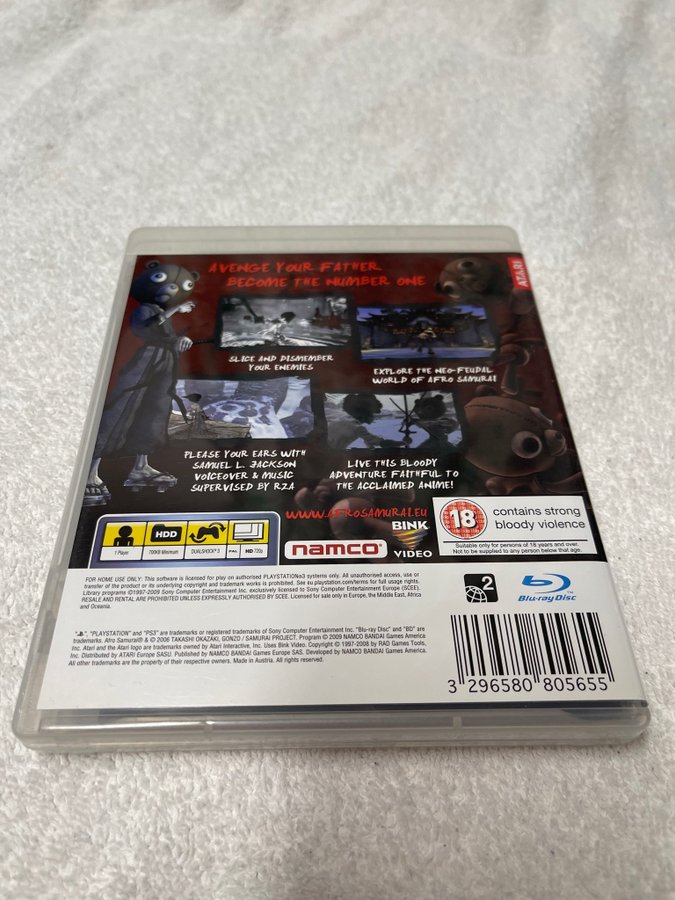 AVENGE YOUR FATHER
BECOME THE NUMBER ONE
ATARI
SLICE AND DISMEMBER
YOUR ENEMIES
EXPLORE THE NEO-FEUDAL
WORLD OF AFRO SAMURAI
PLEASE YOUR EARS WITH
SAMUEL L. JACKSON
VOICEOVER & MUSIC
SUPERVISED BY RZA
LIVE THIS BLOODY
ADVENTURE FAITHFUL TO
THE ACCLAIMED ANIME!
WWW.AFROSAMURAI.EU
1 Player
HDD
700KB Minimum
DUALSHOCK® 3
PAL
HD 720p
namco®
BINK
VIDEO
18
contains strong
bloody violence
Suitable only for persons of 18 years and over.
Not to be supplied to any person below that age.
FOR HOME USE ONLY. This software is licensed for play on authorised PLAYSTATION®3 systems only. All unauthorised access, use or
transfer of the product or its underlying copyright and trademark works is prohibited. See eu.playstation.com/terms for full usage rights.
Library programs ©1997-2009 Sony Computer Entertainment Inc. exclusively licensed to Sony Computer Entertainment Europe (SCEE).
RESALE AND RENTAL ARE PROHIBITED UNLESS EXPRESSLY AUTHORISED BY SCEE. Licensed for sale only in Europe, the Middle East, Africa
and Oceania.
2
Blu-ray Disc
", "PLAYSTATION" and "PS3" are trademarks or registered trademarks of Sony Computer Entertainment Inc. "Blu-ray Disc" and "BD" are
trademarks. Afro Samurai® & © 2006 TAKASHI OKAZAKI, GONZO / SAMURAI PROJECT. Program © 2009 NAMCO BANDAI Games America
Inc. Atari and the Atari logo are trademarks owned by Atari Interactive, Inc. Uses Bink Video. Copyright © 1997-2008 by RAD Games Tools,
Inc. Distributed by ATARI Europe SASU. Published by NAMCO BANDAI Games Europe SAS. Developed by NAMCO BANDAI Games America.
All other trademarks are the property of their respective owners. Made in Austria. All rights reserved.
3 296580 805655